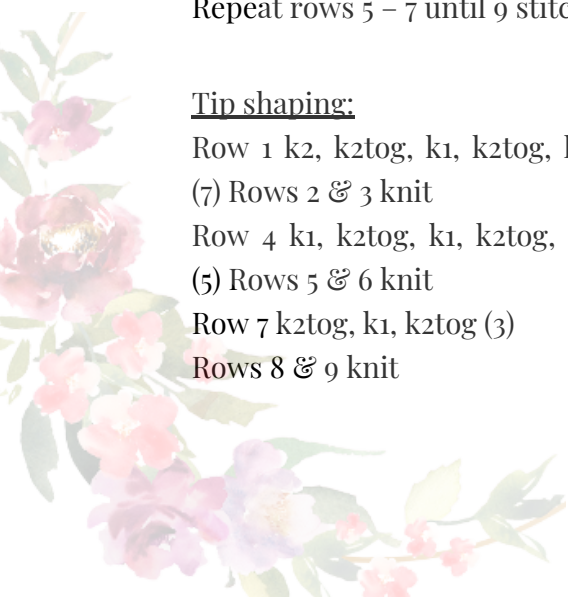 Repeat rows 5 – 7 until 9
Tip shaping:
Row 1 k2, k2tog, k1, k2tog,
(7) Rows 2 & 3 knit
Row 4 k1, k2tog, k1, k2tog,
(5) Rows 5 & 6 knit
Row 7 k2tog, k1, k2tog (3)
Rows 8 & 9 knit